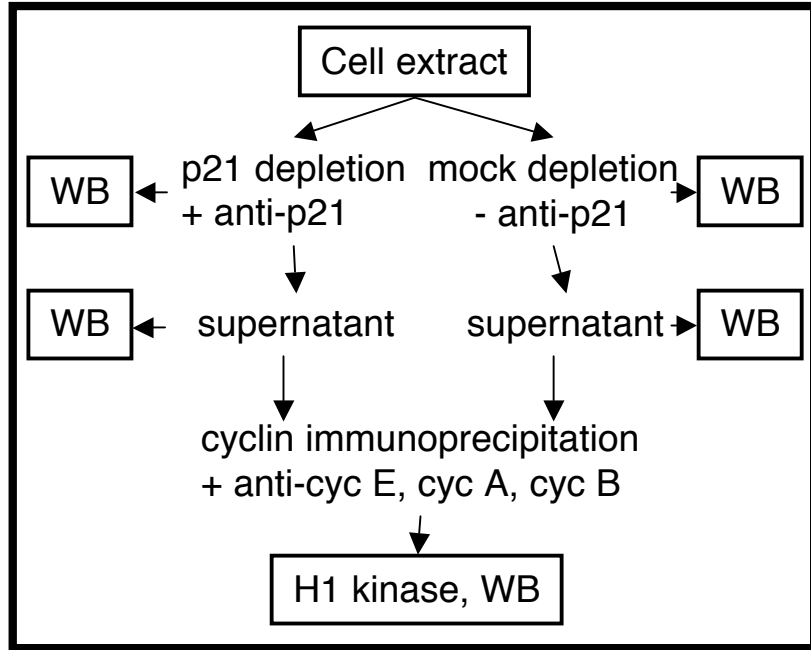 Cell extract
p21 depletion
+ anti-p21
mock depletion
- anti-p21
WB
WB
WB
supernatant
supernatant
WB
cyclin immunoprecipitation
+ anti-cyc E, cyc A, cyc B
H1 kinase, WB